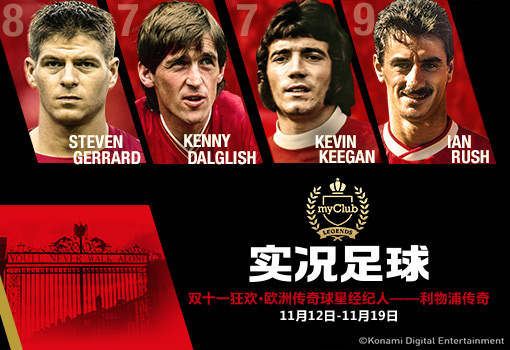 8
7
7
9
STEVEN
GERRARD
KENNY
DALGLISH
KEVIN
KEEGAN
IAN
RUSH
myClub
LEGENDS
YOU'LL NEVER WALK ALONE
实况足球
双十一狂欢·欧洲传奇球星经纪人——利物浦传奇
11月12日-11月19日
©Konami Digital Entertainment